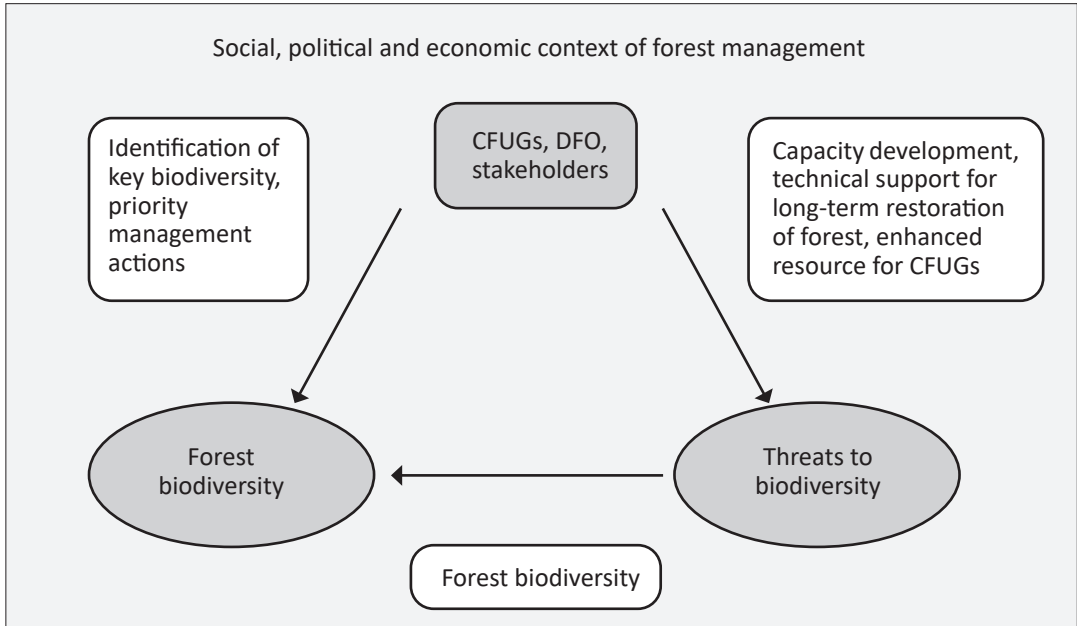 Social, political and economic context of forest management
Identification of
key biodiversity,
priority
management
actions
CFUGs, DFO,
stakeholders
Capacity development,
technical support for
long-term restoration
of forest, enhanced
resource for CFUGs
Forest
biodiversity
Threats to
biodiversity
Forest biodiversity